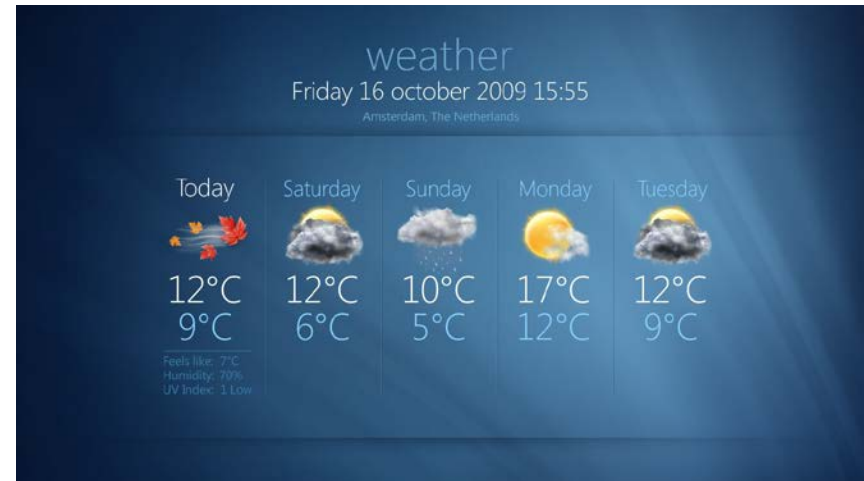 weather
Friday 16 october 2009 15:55
Amsterdam, The Netherlands
Today Saturday Sunday Monday Tuesday
12°C 12°C 10°C 17°C 12°C
9°C 6°C 5°C 12°C 9°C
Feels like: 7°C
Humidity: 70%
UV Index: 1 Low